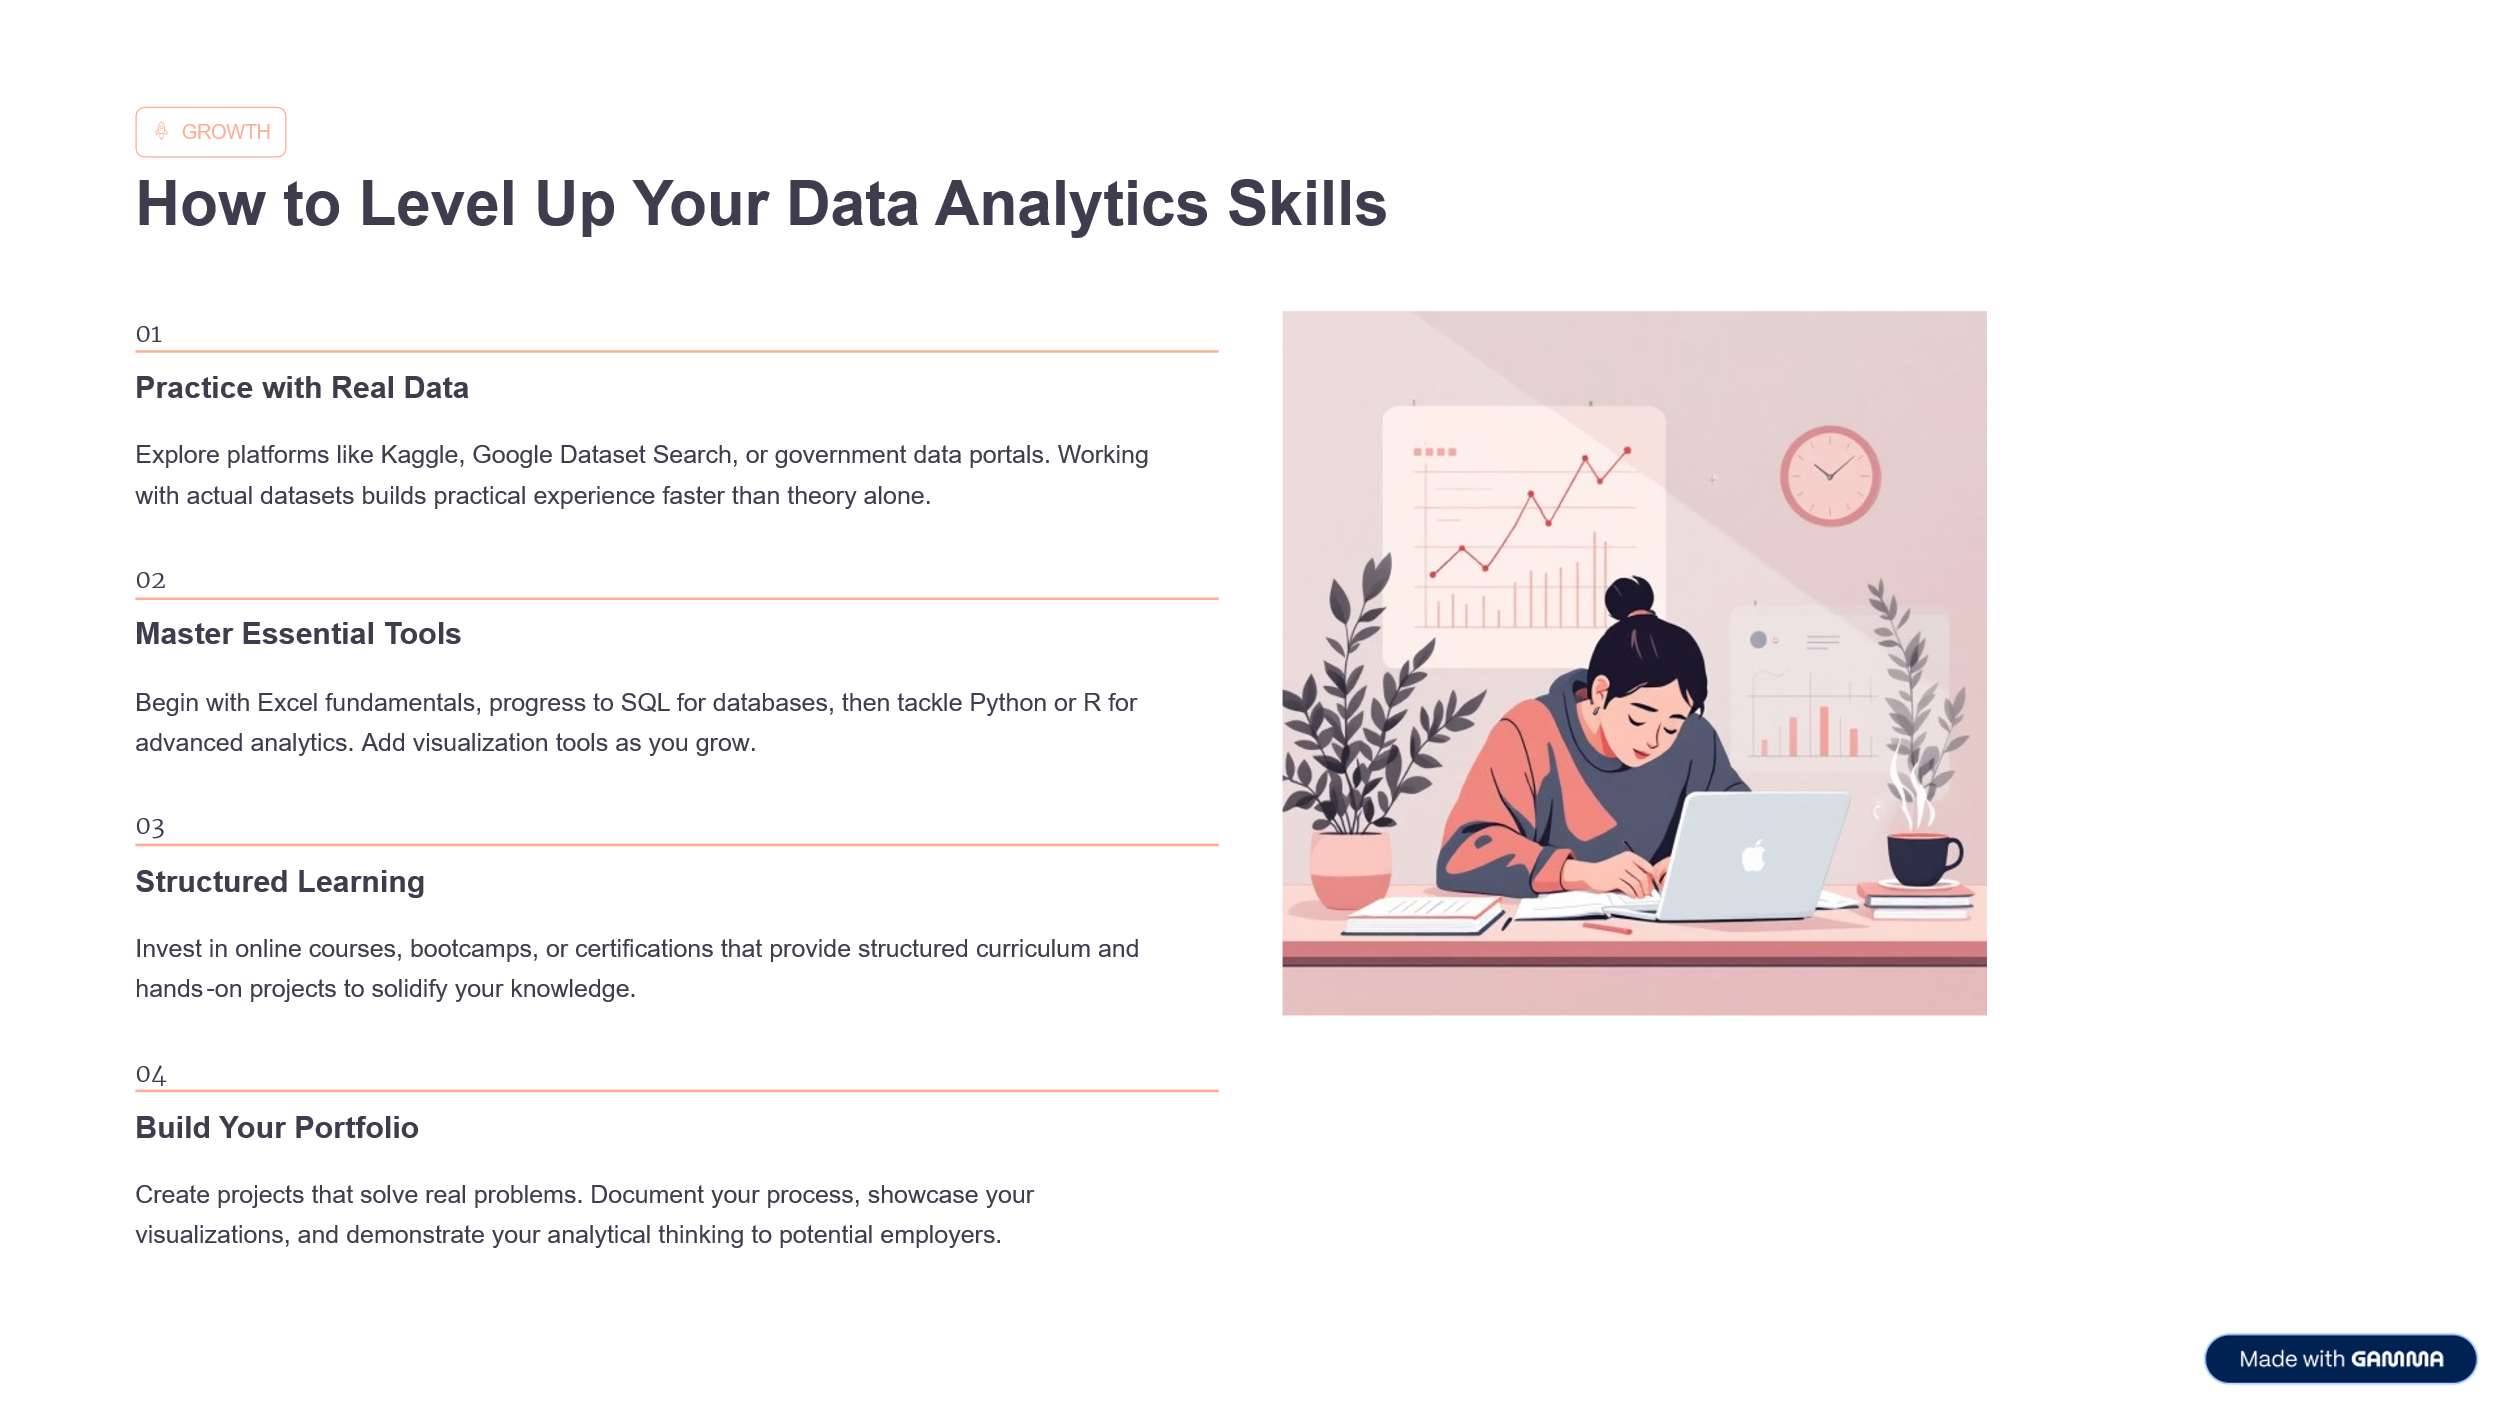 GROWTH
How to Level Up Your Data Analytics Skills
01
Practice with Real Data
Explore platforms like Kaggle, Google Dataset Search, or government data portals. Working
with actual datasets builds practical experience faster than theory alone.
02
Master Essential Tools
Begin with Excel fundamentals, progress to SQL for databases, then tackle Python or R for
advanced analytics. Add visualization tools as you grow.
03
Structured Learning
Invest in online courses, bootcamps, or certifications that provide structured curriculum and
hands-on projects to solidify your knowledge.
04
Build Your Portfolio
Create projects that solve real problems. Document your process, showcase your
visualizations, and demonstrate your analytical thinking to potential employers.
Made with GAMMA